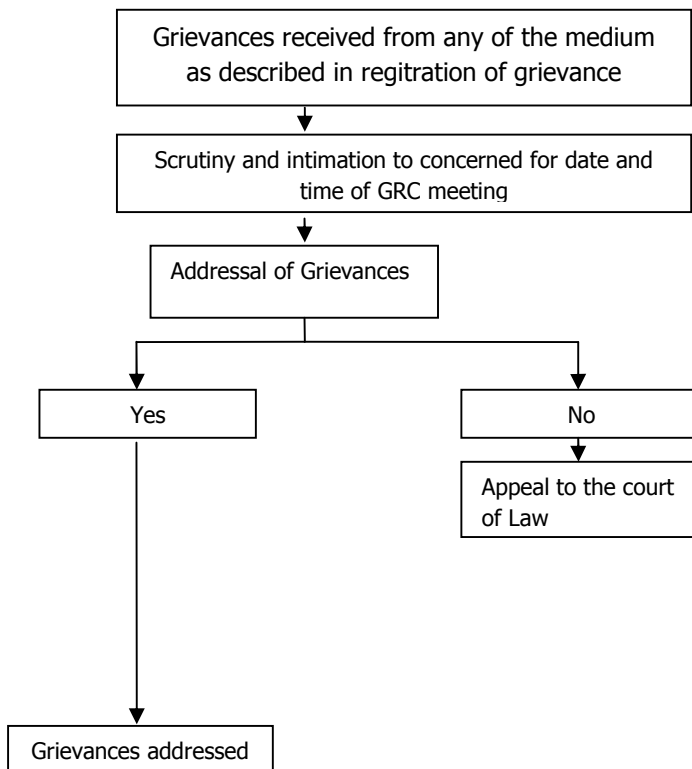 Grievances received from any of the medium
as described in regitration of grievance
Scrutiny and intimation to concerned for date and
time of GRC meeting
Addressal of Grievances
Yes
No
Appeal to the court
of Law
Grievances addressed